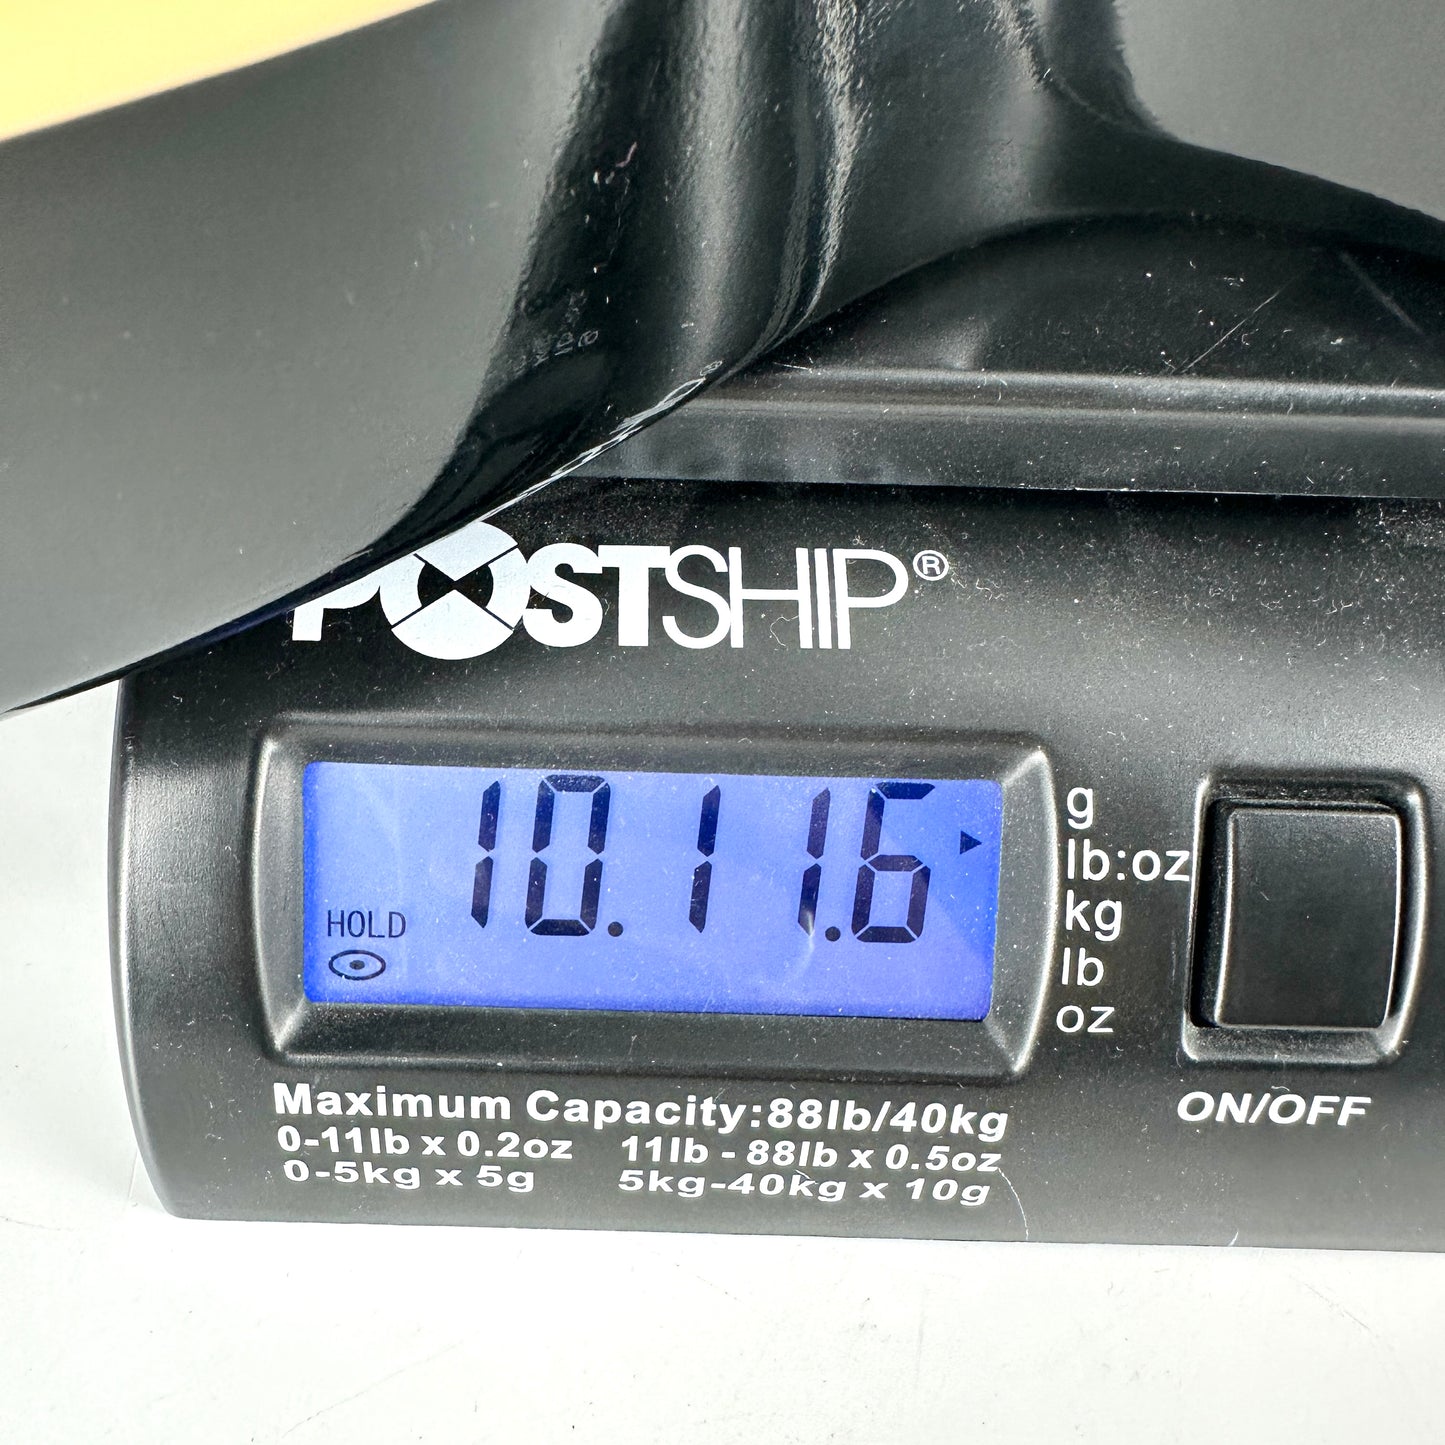 POSTSHIP®
10.11.6
HOLD
g
lb:oz
kg
lb
oz
Maximum Capacity:88lb/40kg
0-11lb x 0.2oz 11lb - 88lb x 0.5oz
0-5kg x 5g 5kg-40kg x 10g
ON/OFF